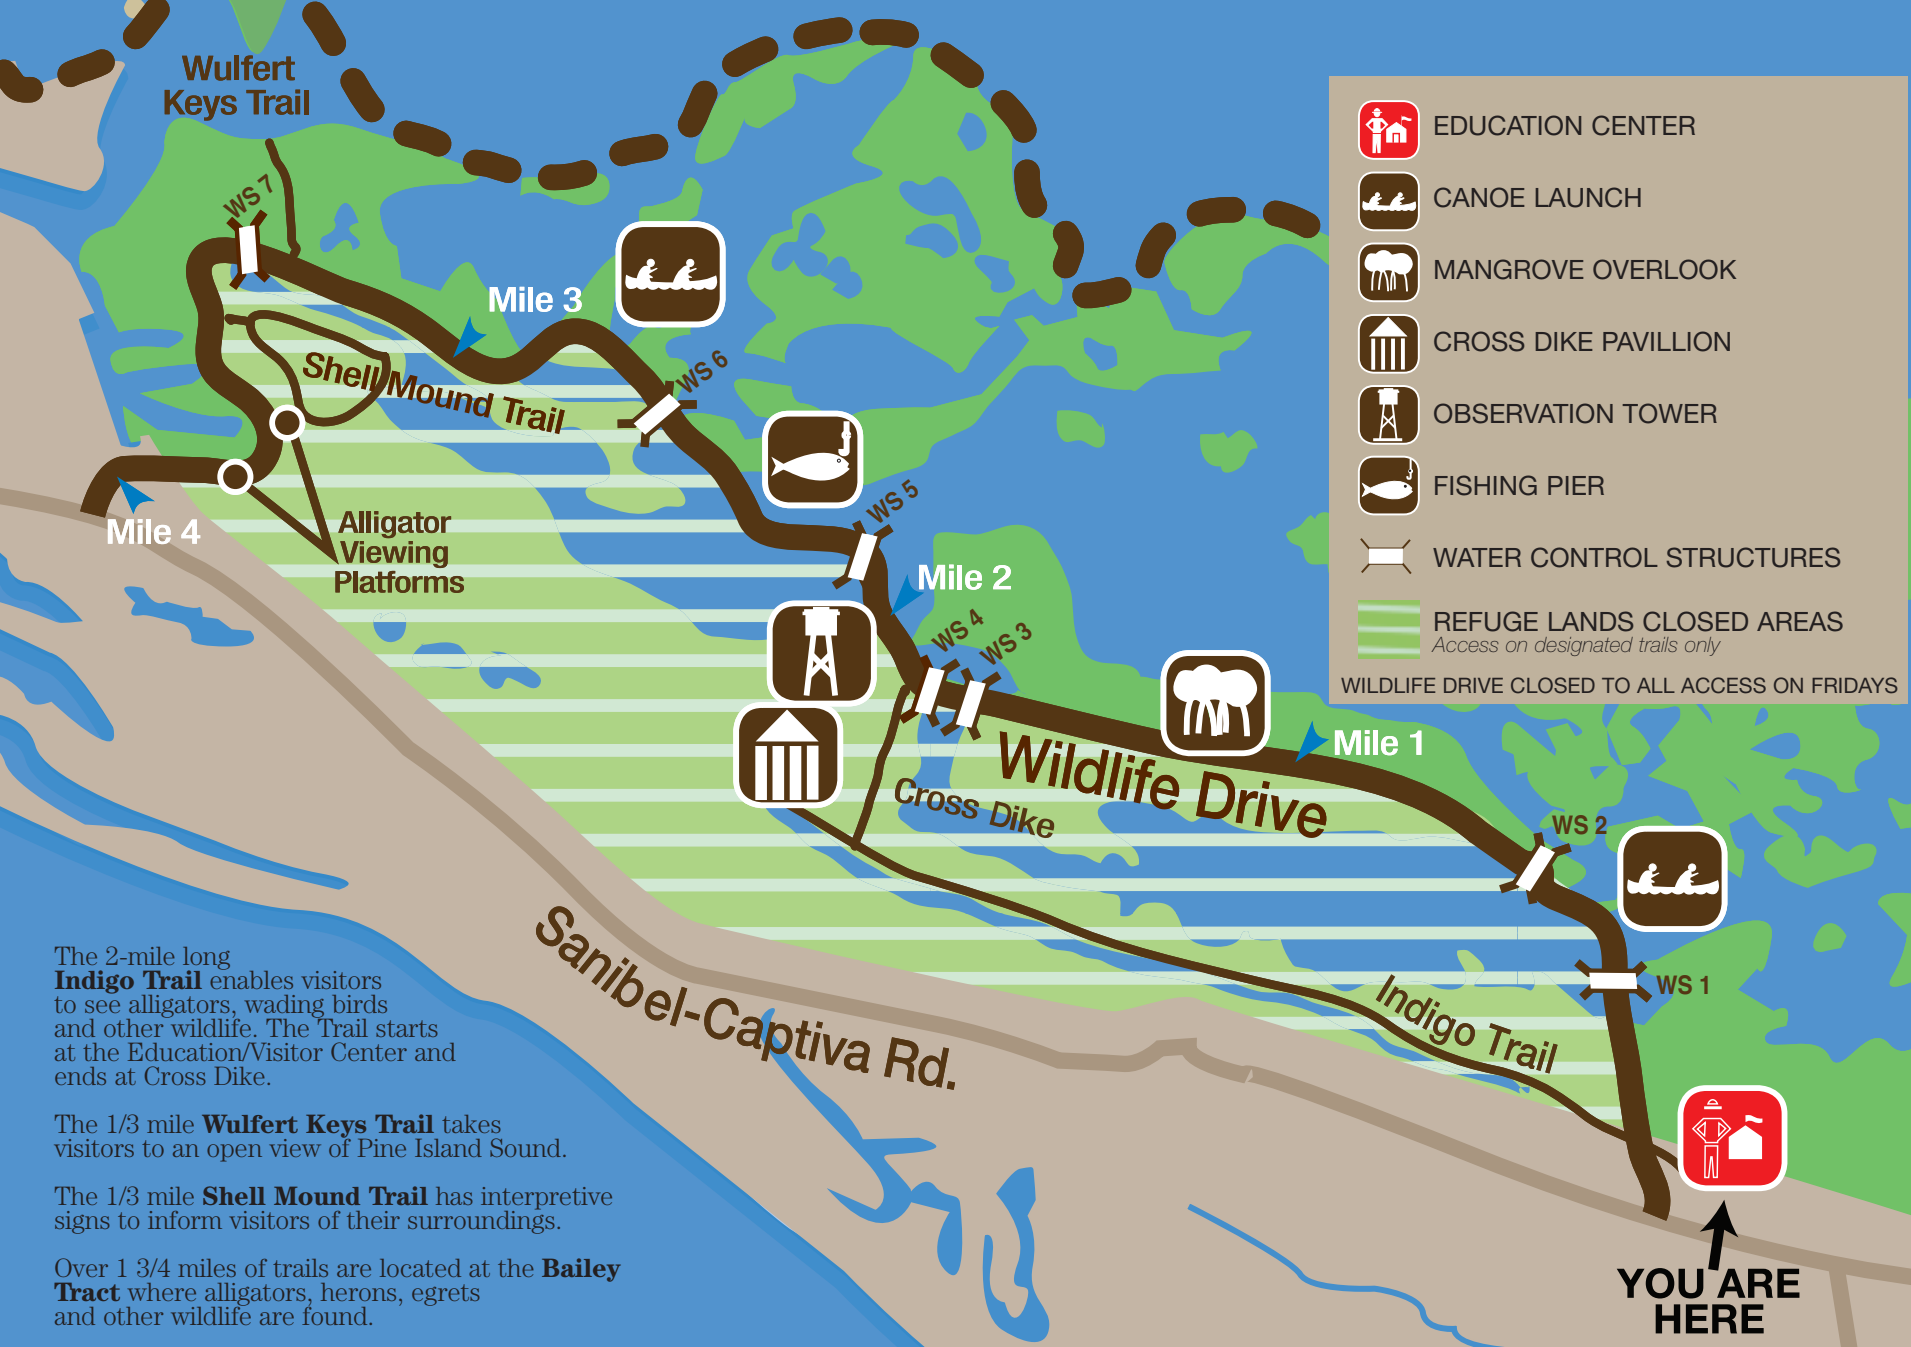 Wulfert
Keys Trail
WS 7
Mile 3
Shell Mound Trail
WS 6
WS 5
Mile 4
Alligator
Viewing
Platforms
Mile 2
WS 4
WS 3
Mile 1
Wildlife Drive
Cross Dike
WS 2
WS 1
Indigo Trail
Sanibel-Captiva Rd.
YOU ARE
HERE
EDUCATION CENTER
CANOE LAUNCH
MANGROVE OVERLOOK
CROSS DIKE PAVILLION
OBSERVATION TOWER
FISHING PIER
WATER CONTROL STRUCTURES
REFUGE LANDS CLOSED AREAS
Access on designated trails only
WILDLIFE DRIVE CLOSED TO ALL ACCESS ON FRIDAYS
The 2-mile long
Indigo Trail enables visitors
to see alligators, wading birds
and other wildlife. The Trail starts
at the Education/Visitor Center and
ends at Cross Dike.
The 1/3 mile Wulfert Keys Trail takes
visitors to an open view of Pine Island Sound.
The 1/3 mile Shell Mound Trail has interpretive
signs to inform visitors of their surroundings.
Over 1 3/4 miles of trails are located at the Bailey
Tract where alligators, herons, egrets
and other wildlife are found.